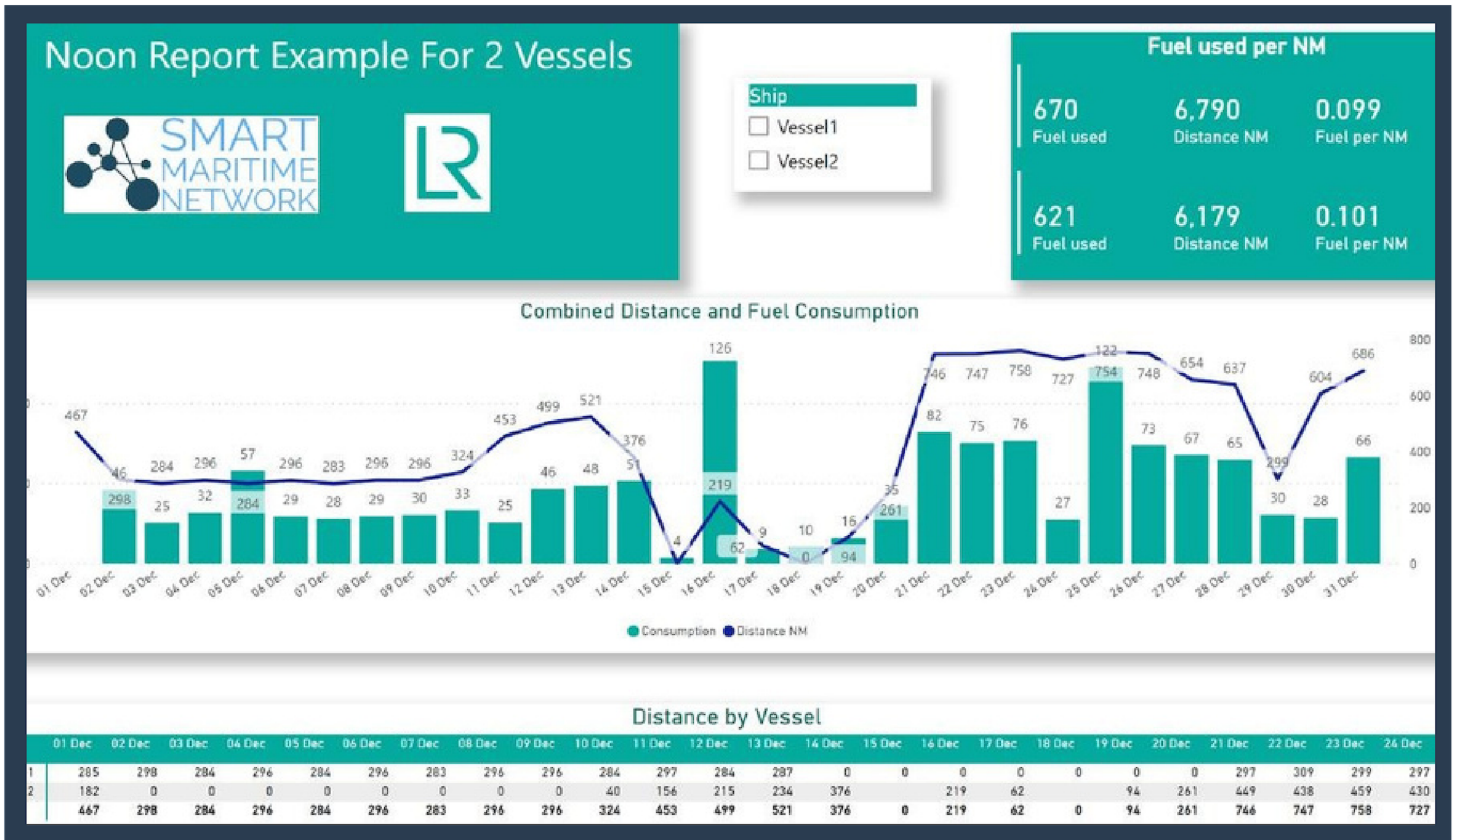 Noon Report Example For 2 Vessels
SMART
MARITIME
NETWORK
LR
Ship
Vessel1
Vessel2
Fuel used per NM
670 6,790 0.099
Fuel used Distance NM Fuel per NM
621 6,179 0.101
Fuel used Distance NM Fuel per NM
Combined Distance and Fuel Consumption
800
600
400
200
0
467 46 284 296 57 296 283 296 296 324 453 499 521 376 4 126 9 10 16 35 746 747 758 727 122 748 654 637 299 604 686
298 25 32 284 29 28 29 30 33 25 46 48 51 219 62 0 94 261 82 75 76 27 754 73 67 65 30 28 66
01 Dec 02 Dec 03 Dec 04 Dec 05 Dec 06 Dec 07 Dec 08 Dec 09 Dec 10 Dec 11 Dec 12 Dec 13 Dec 14 Dec 15 Dec 16 Dec 17 Dec 18 Dec 19 Dec 20 Dec 21 Dec 22 Dec 23 Dec 24 Dec 25 Dec 26 Dec 27 Dec 28 Dec 29 Dec 30 Dec 31 Dec
Consumption Distance NM
Distance by Vessel
01 Dec 02 Dec 03 Dec 04 Dec 05 Dec 06 Dec 07 Dec 08 Dec 09 Dec 10 Dec 11 Dec 12 Dec 13 Dec 14 Dec 15 Dec 16 Dec 17 Dec 18 Dec 19 Dec 20 Dec 21 Dec 22 Dec 23 Dec 24 Dec
1 285 298 284 296 284 296 283 296 296 284 297 284 287 0 0 0 0 0 0 0 297 309 299 297
2 182 0 0 0 0 0 0 0 0 40 156 215 234 376 219 62 94 261 449 438 459 430
467 298 284 296 284 296 283 296 296 324 453 499 521 376 0 219 62 0 94 261 746 747 758 727